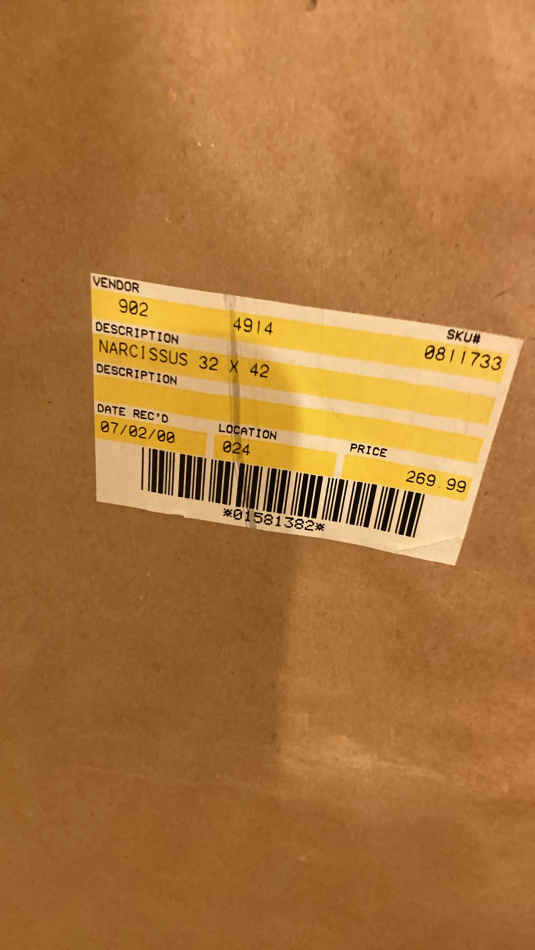 VENDOR
902 4914 SKU#
DESCRIPTION 0811733
NARCISSUS 32 X 42
DESCRIPTION
DATE REC'D LOCATION PRICE
07/02/00 024 269 99
*01581382*